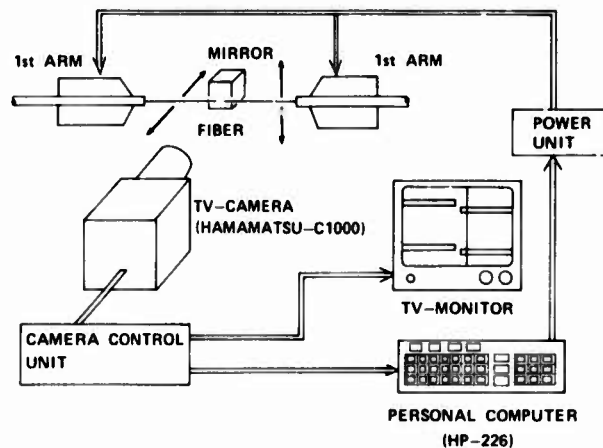 1st ARM
MIRROR
1st ARM
FIBER
POWER
UNIT
TV-CAMERA
(HAMAMATSU-C1000)
TV-MONITOR
CAMERA CONTROL
UNIT
PERSONAL COMPUTER
(HP-226)